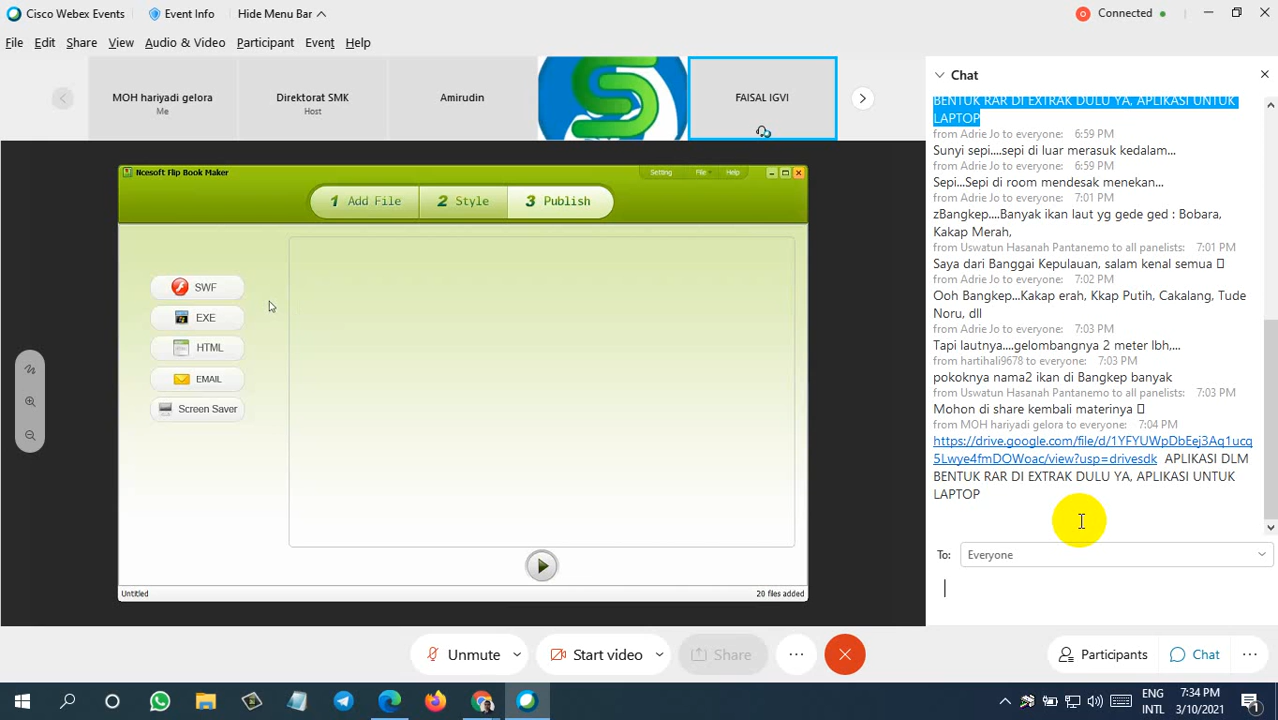 Cisco Webex Events Event Info Hide Menu Bar Connected
File Edit Share View Audio & Video Participant Event Help
MOH hariyadi gelora
Me
Direktorat SMK
Host
Amirudin
FAISAL IGVI
Ncesoft Flip Book Maker Setting File Help
1 Add File 2 Style 3 Publish
SWF
EXE
HTML
EMAIL
Screen Saver
Untitled 20 files added
Chat
BENTUK RAR DI EXTRAK DULU YA, APLIKASI UNTUK
LAPTOP
from Adrie Jo to everyone: 6:59 PM
Sunyi sepi....sepi di luar merasuk kedalam...
from Adrie Jo to everyone: 6:59 PM
Sepi...Sepi di room mendesak menekan...
from Adrie Jo to everyone: 7:01 PM
zBangkep....Banyak ikan laut yg gede ged : Bobara,
Kakap Merah,
from Uswatun Hasanah Pantanemo to all panelists: 7:01 PM
Saya dari Banggai Kepulauan, salam kenal semua
from Adrie Jo to everyone: 7:02 PM
Ooh Bangkep...Kakap erah, Kkap Putih, Cakalang, Tude
Noru, dll
from Adrie Jo to everyone: 7:03 PM
Tapi lautnya....gelombangnya 2 meter lbh,...
from hartihali9678 to everyone: 7:03 PM
pokoknya nama2 ikan di Bangkep banyak
from Uswatun Hasanah Pantanemo to all panelists: 7:03 PM
Mohon di share kembali materinya
from MOH hariyadi gelora to everyone: 7:04 PM
https://drive.google.com/file/d/1YFYUWpDbEej3Aq1ucq
5Lwye4fmDOWoac/view?usp=drivesdk APLIKASI DLM
BENTUK RAR DI EXTRAK DULU YA, APLIKASI UNTUK
LAPTOP
To: Everyone
Unmute Start video Share Participants Chat
ENG
INTL
7:34 PM
3/10/2021
1